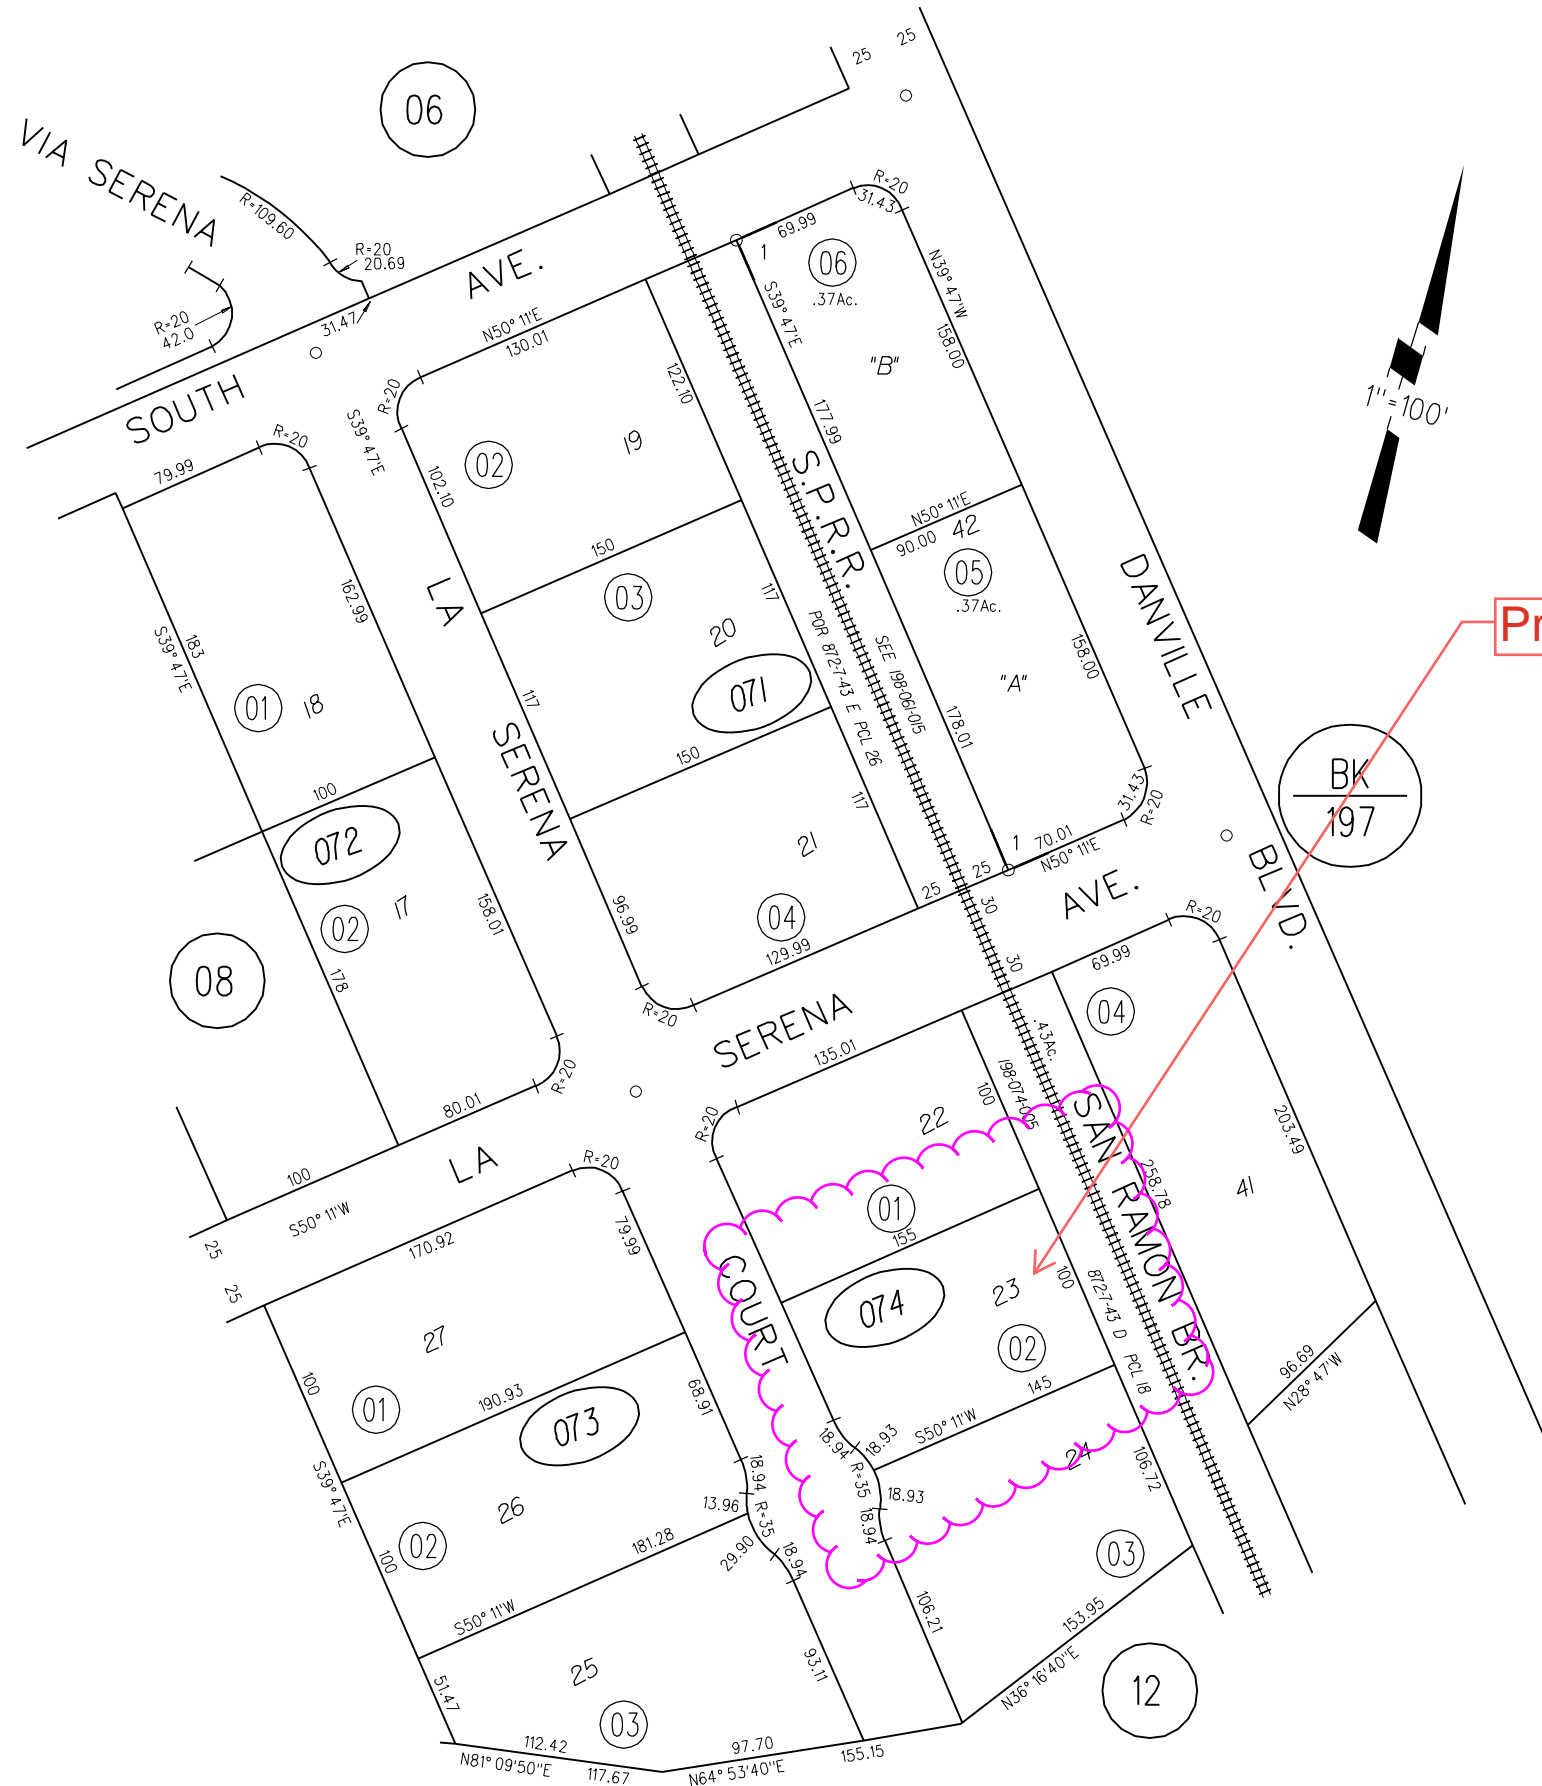 06
VIA SERENA
R=109.60
R=20
20.69
R=20
42.0
31.47
SOUTH
AVE.
25
25
R=20
31.43
69.99
1
06
.37Ac.
S39°47'E
N39°47'W
158.00
"B"
177.99
N50°11'E
90.00
42
05
.37Ac.
"A"
158.00
178.01
31.43
R=20
1
70.01
N50°11'E
DANVILLE
BLVD.
1"=100'
Pr
BK
197
N50°11'E
130.01
R=20
S39°47'E
102.10
02
19
122.10
150
03
20
117
071
117
150
21
117
04
96.99
129.99
R=20
S.P.R.R.
POR 872-7-43 E PCL 26
SEE 198-061-015
25
25
30
30
LA
SERENA
79.99
R=20
162.99
183
S39°47'E
01
18
100
072
02
17
158.01
178
08
80.01
R=20
LA
SERENA
AVE.
100
S50°11'W
25
25
170.92
R=20
79.99
27
100
01
190.93
073
68.91
S39°47'E
26
02
100
18.94
13.96
R=35
181.28
29.90
18.94
S50°11'W
25
51.47
03
93.11
112.42
N81°09'50"E
117.67
97.70
N64°53'40"E
155.15
135.01
R=20
22
100
198-074-005
.43Ac.
01
155
COURT
074
23
02
100
872-7-43 D PCL 18
145
S50°11'W
18.94
18.93
R=35
18.93
18.94
24
106.72
03
106.21
153.95
N36°16'40"E
12
SAN RAMON BR.
69.99
R=20
04
203.49
258.78
41
96.69
N28°47'W